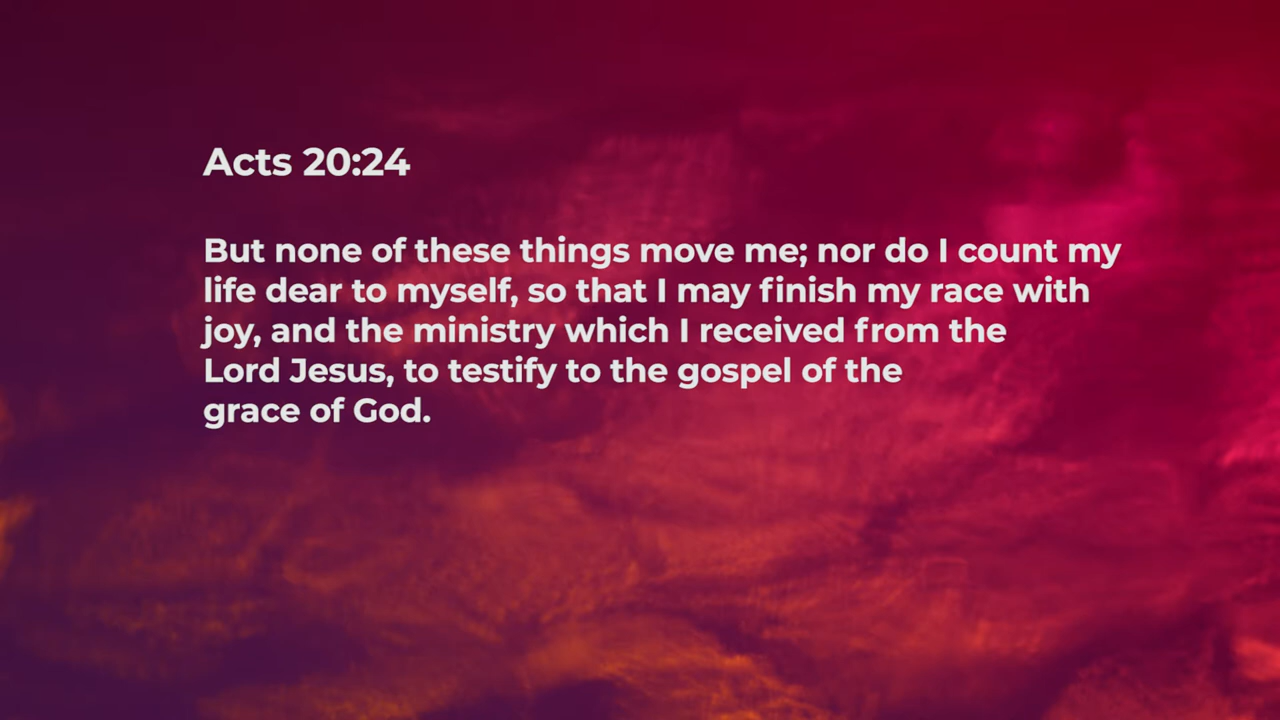 Acts 20:24
But none of these things move me; nor do I count my
life dear to myself, so that I may finish my race with
joy, and the ministry which I received from the
Lord Jesus, to testify to the gospel of the
grace of God.